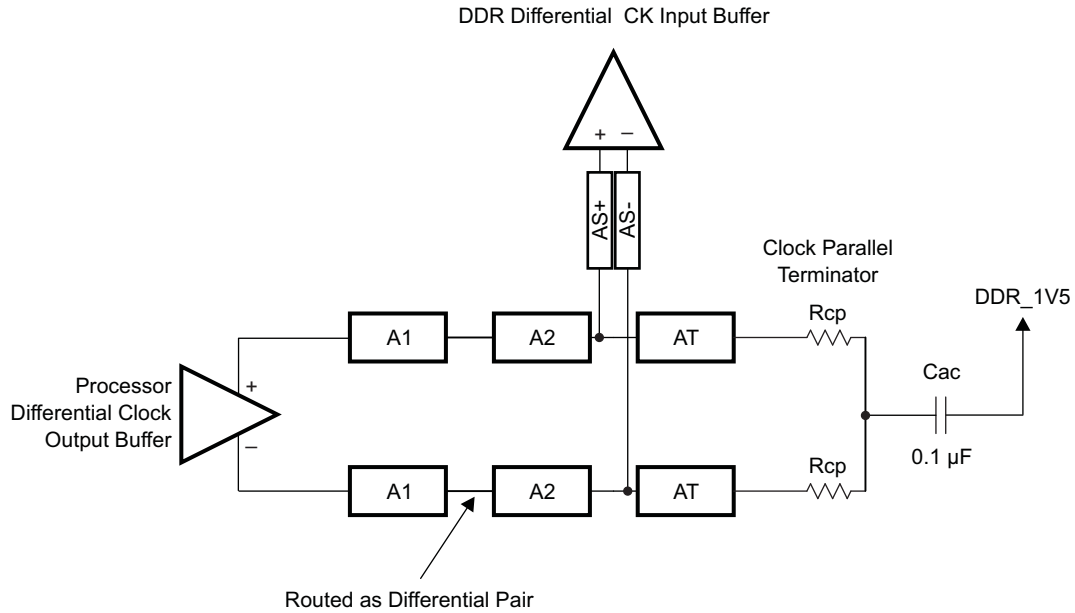 DDR Differential CK Input Buffer
+ –
AS+ AS-
Clock Parallel
Terminator
DDR_1V5
Rcp
A1 A2 AT
Cac
Processor
Differential Clock
Output Buffer
+
–
0.1 µF
Rcp
A1 A2 AT
Routed as Differential Pair